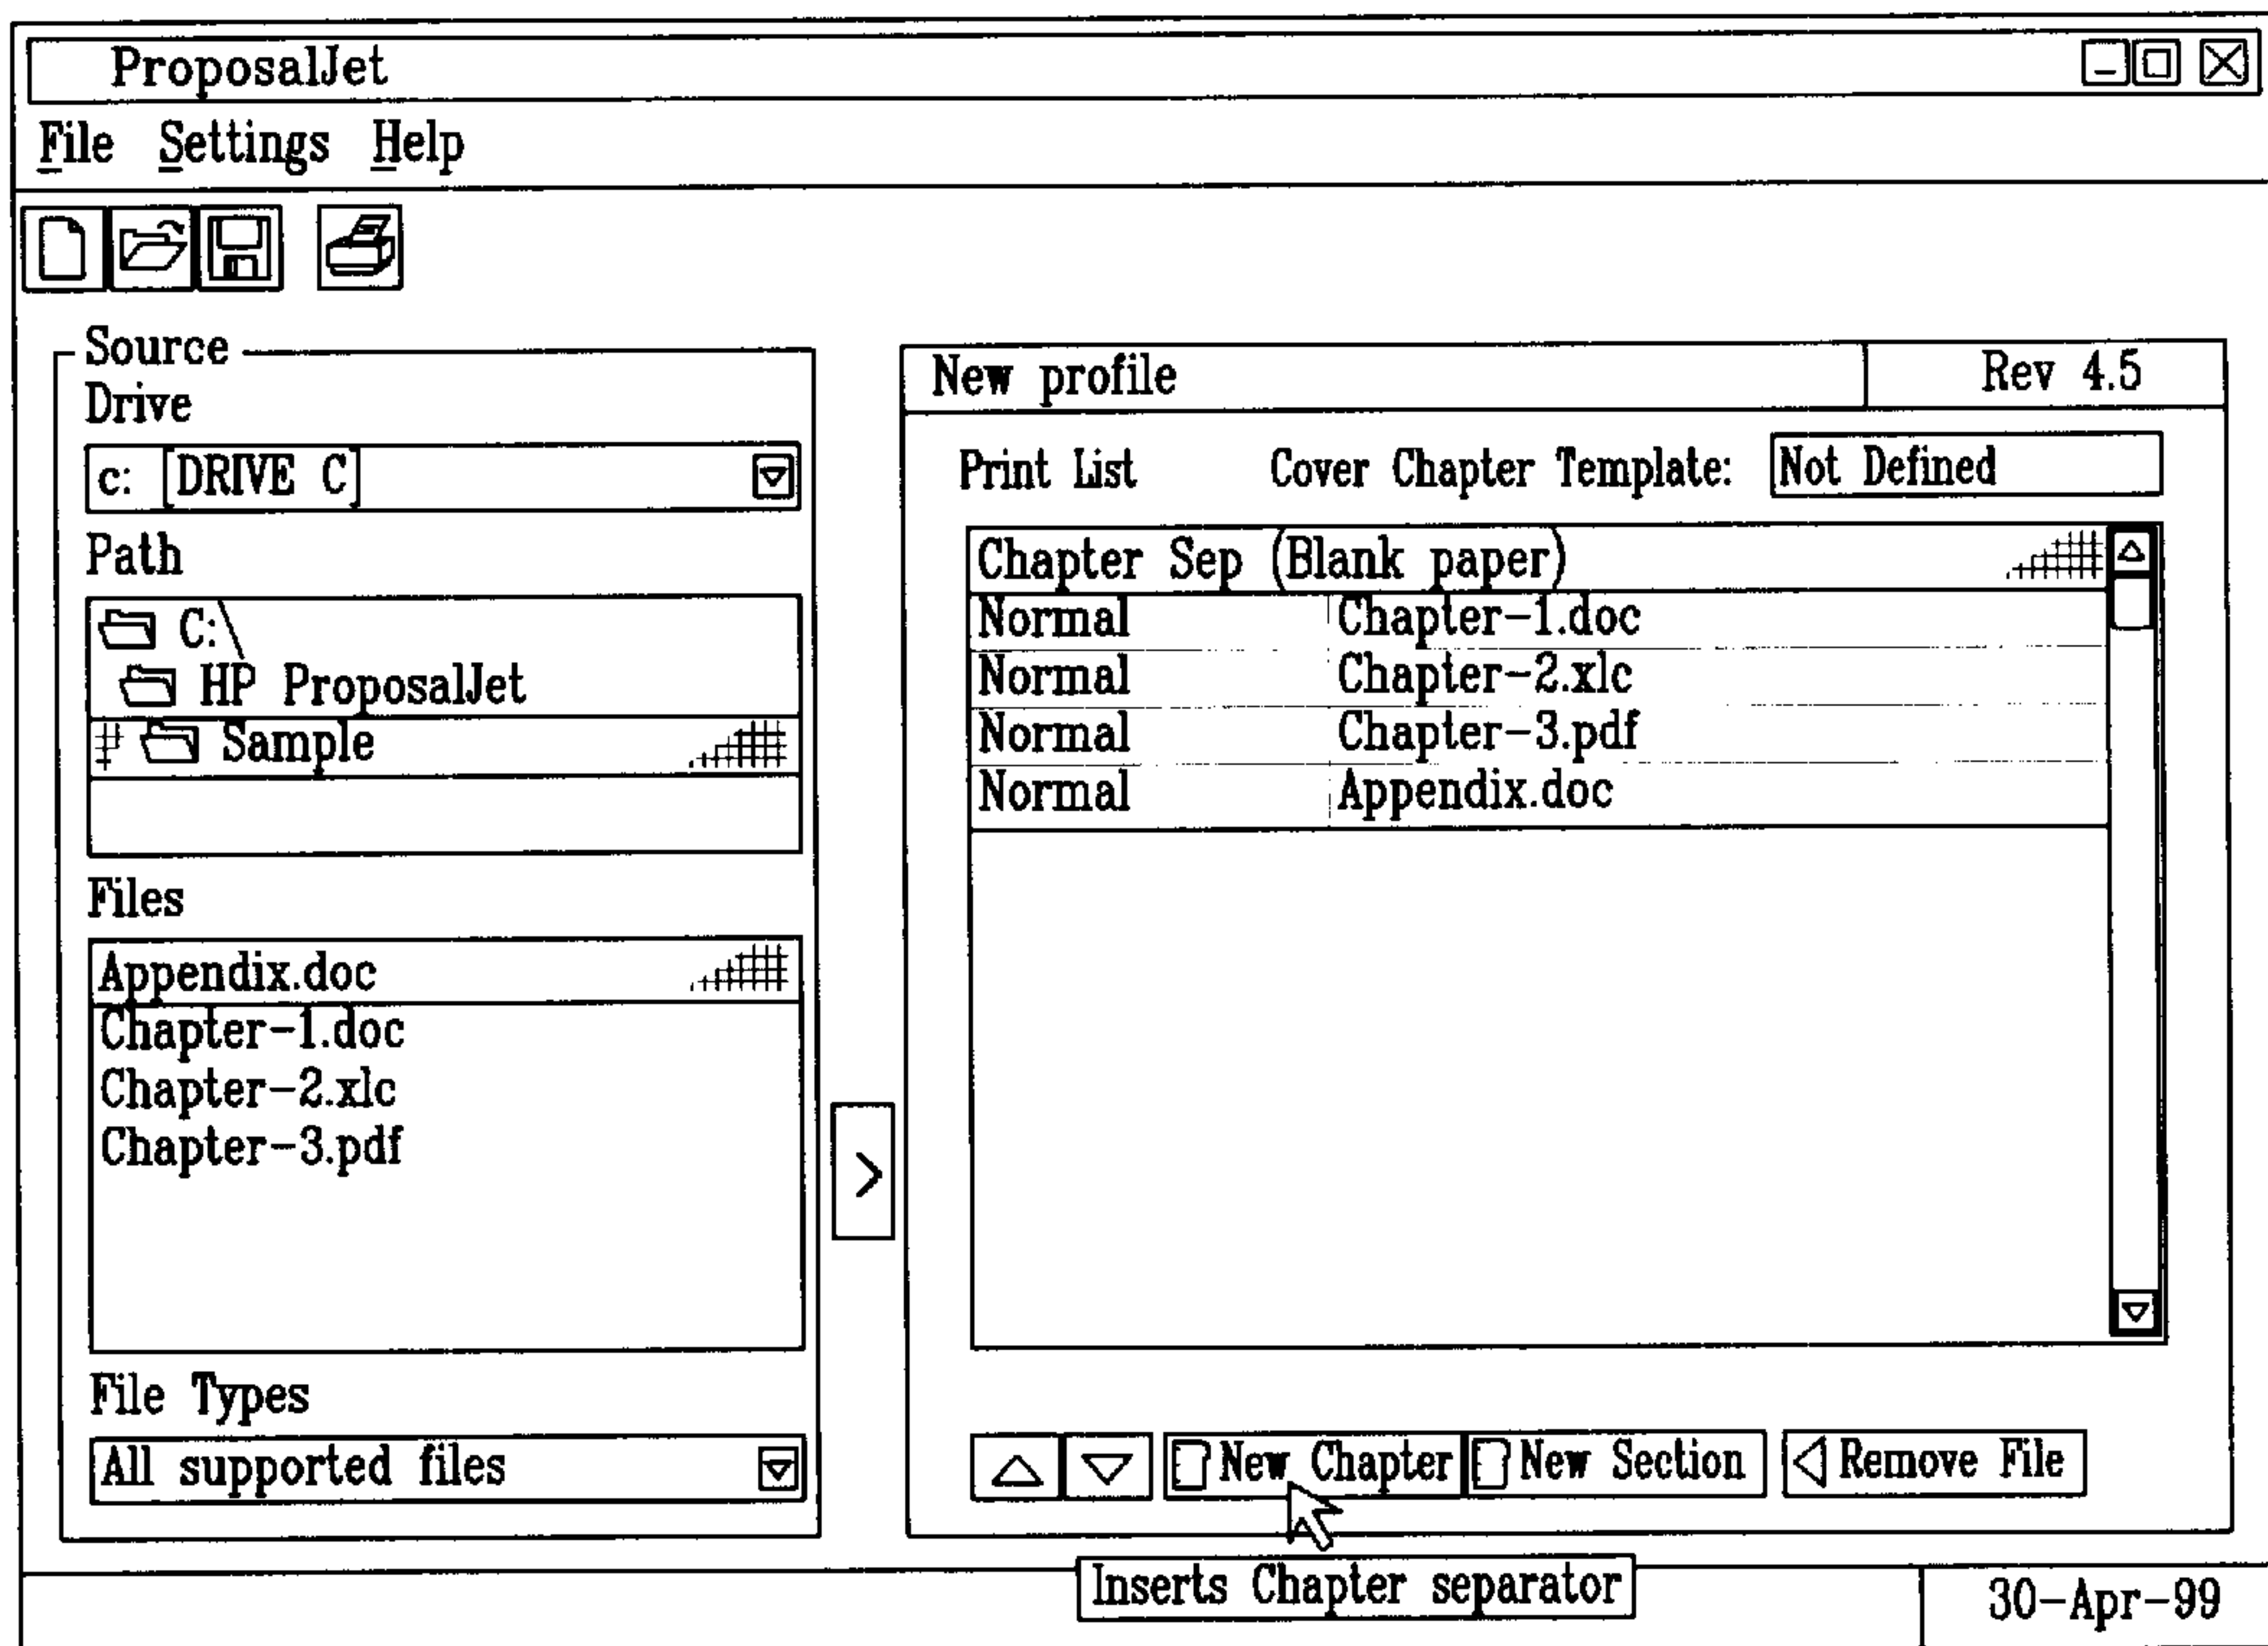 ProposalJet
File Settings Help
Source
Drive
c: [DRIVE C]
Path
C:\
HP ProposalJet
Sample
Files
Appendix.doc
Chapter-1.doc
Chapter-2.xlc
Chapter-3.pdf
>
File Types
All supported files
New profile Rev 4.5
Print List Cover Chapter Template: Not Defined
Chapter Sep (Blank paper)
Normal Chapter-1.doc
Normal Chapter-2.xlc
Normal Chapter-3.pdf
Normal Appendix.doc
New Chapter New Section Remove File
Inserts Chapter separator
30-Apr-99